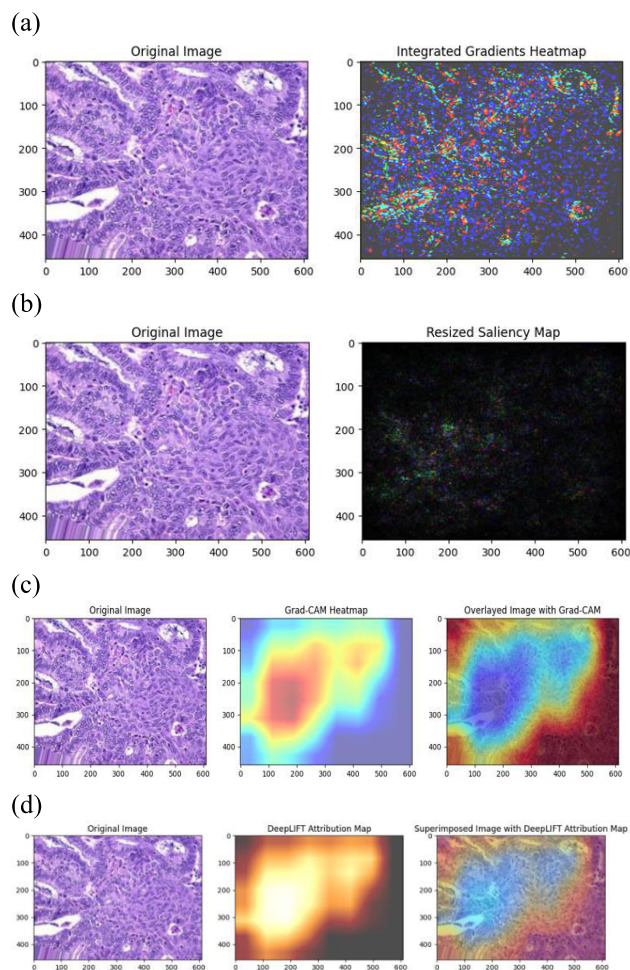 (a)
Original Image Integrated Gradients Heatmap
0 0
100 100
200 200
300 300
400 400
0 100 200 300 400 500 600 0 100 200 300 400 500 600
(b)
Original Image Resized Saliency Map
0 0
100 100
200 200
300 300
400 400
0 100 200 300 400 500 600 0 100 200 300 400 500 600
(c)
Original Image Grad-CAM Heatmap Overlayed Image with Grad-CAM
0 0 0
100 100 100
200 200 200
300 300 300
400 400 400
0 100 200 300 400 500 600 0 100 200 300 400 500 600 0 100 200 300 400 500 600
(d)
Original Image DeepLIFT Attribution Map Superimposed Image with DeepLIFT Attribution Map
0 0 0
100 100 100
200 200 200
300 300 300
400 400 400
0 100 200 300 400 500 600 0 100 200 300 400 500 600 0 100 200 300 400 500 600